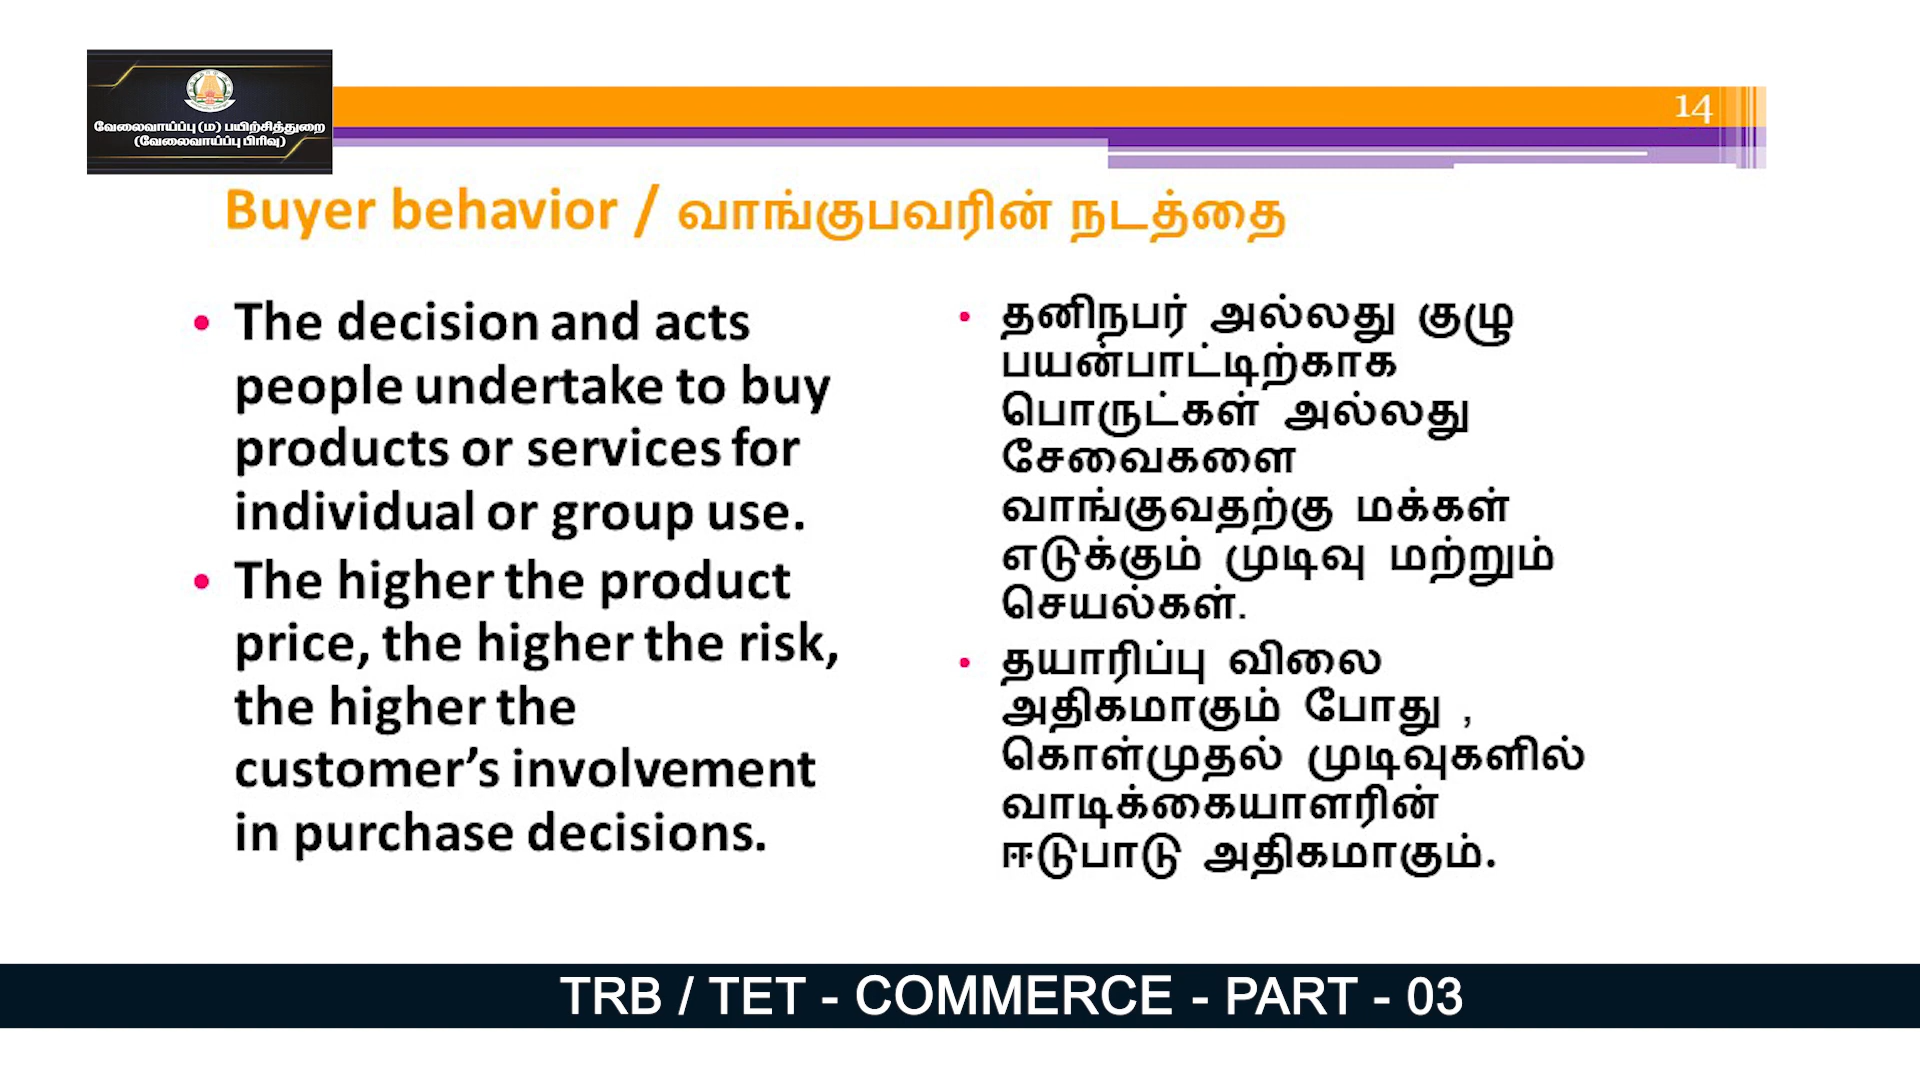 வேலைவாய்ப்பு (ம) பயிற்சித்துறை
(வேலைவாய்ப்பு பிரிவு)
14
Buyer behavior / வாங்குபவரின் நடத்தை
• The decision and acts
people undertake to buy
products or services for
individual or group use.
• The higher the product
price, the higher the risk,
the higher the
customer’s involvement
in purchase decisions.
• தனிநபர் அல்லது குழு
பயன்பாட்டிற்காக
பொருட்கள் அல்லது
சேவைகளை
வாங்குவதற்கு மக்கள்
எடுக்கும் முடிவு மற்றும்
செயல்கள்.
• தயாரிப்பு விலை
அதிகமாகும் போது ,
கொள்முதல் முடிவுகளில்
வாடிக்கையாளரின்
ஈடுபாடு அதிகமாகும்.
TRB / TET - COMMERCE - PART - 03